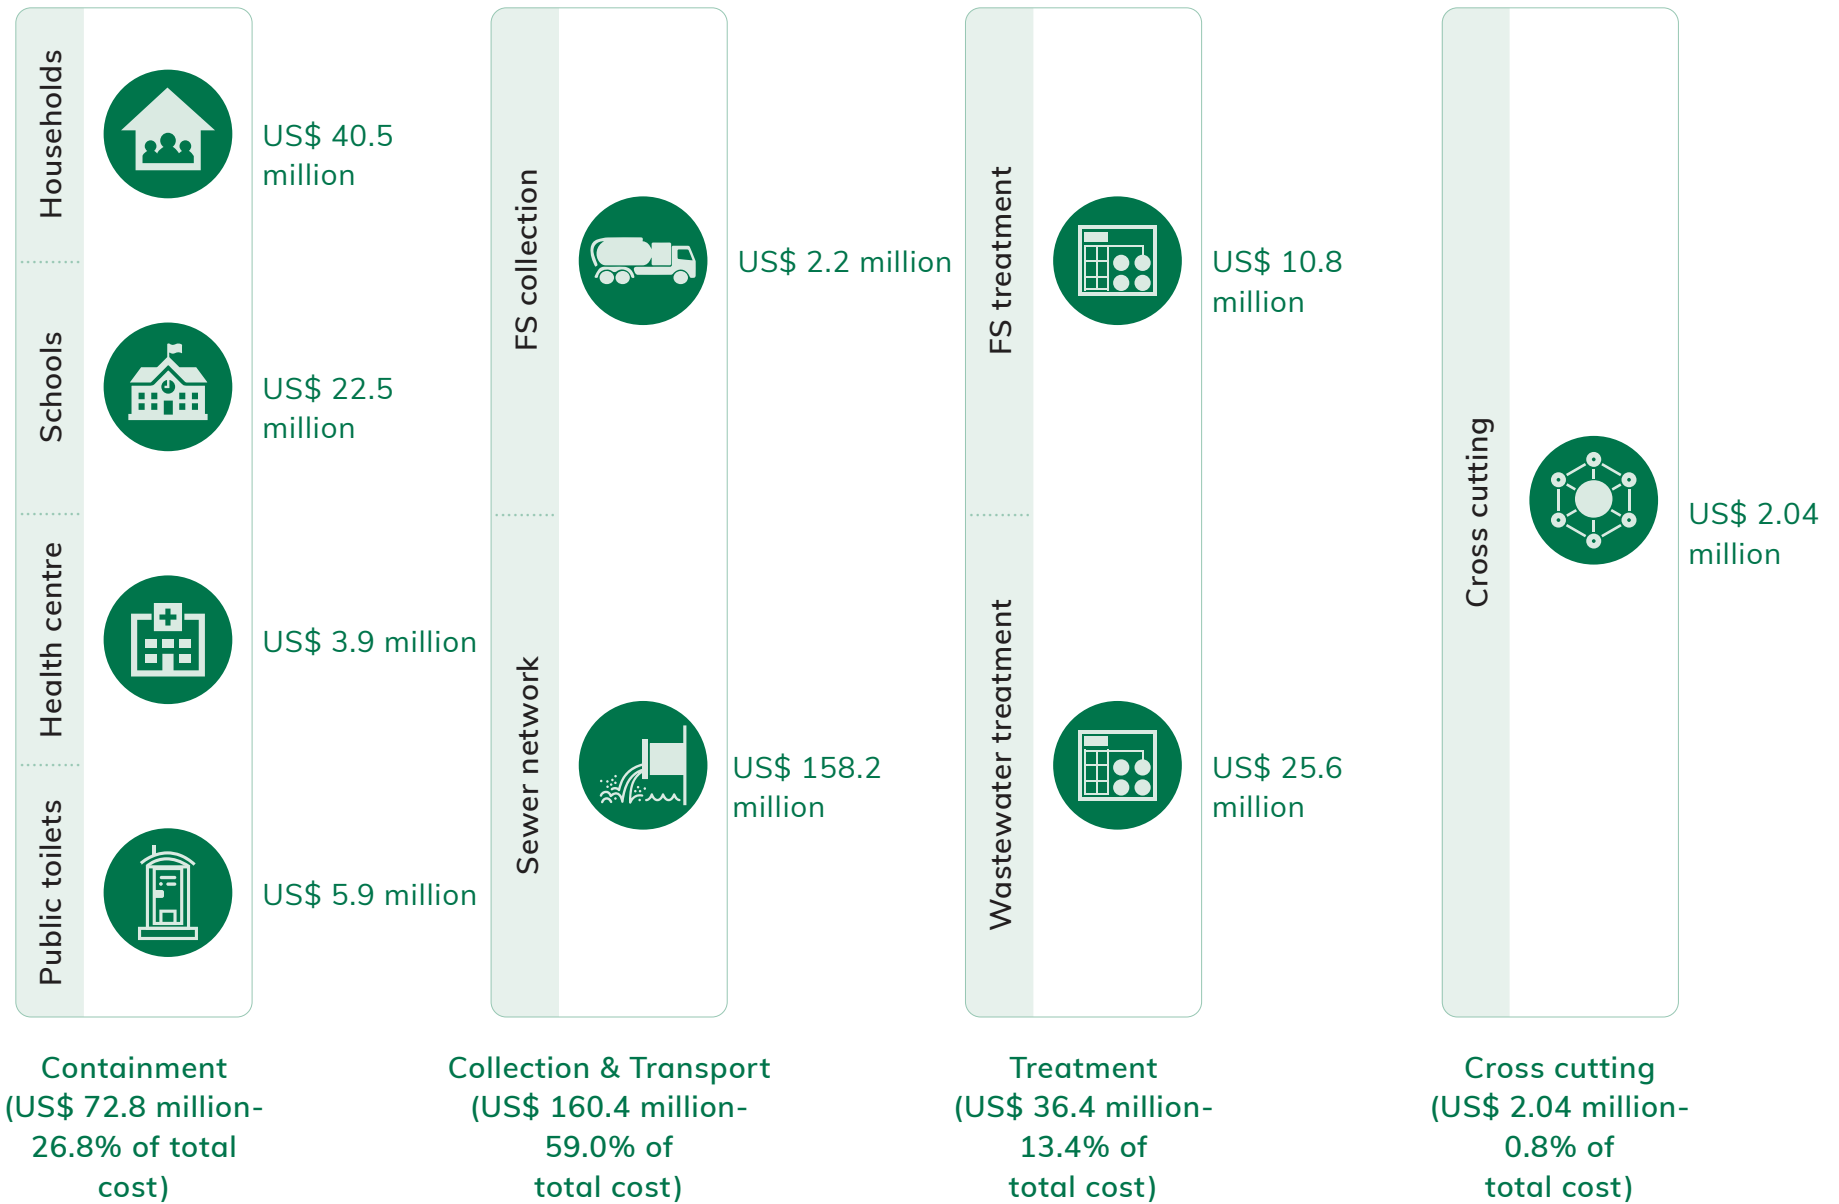 Households
US$ 40.5
million
Schools
US$ 22.5
million
Health centre
US$ 3.9 million
Public toilets
US$ 5.9 million
Containment
(US$ 72.8 million-
26.8% of total
cost)
FS collection
US$ 2.2 million
Sewer network
US$ 158.2
million
Collection & Transport
(US$ 160.4 million-
59.0% of
total cost)
FS treatment
US$ 10.8
million
Wastewater treatment
US$ 25.6
million
Treatment
(US$ 36.4 million-
13.4% of
total cost)
Cross cutting
US$ 2.04
million
Cross cutting
(US$ 2.04 million-
0.8% of
total cost)